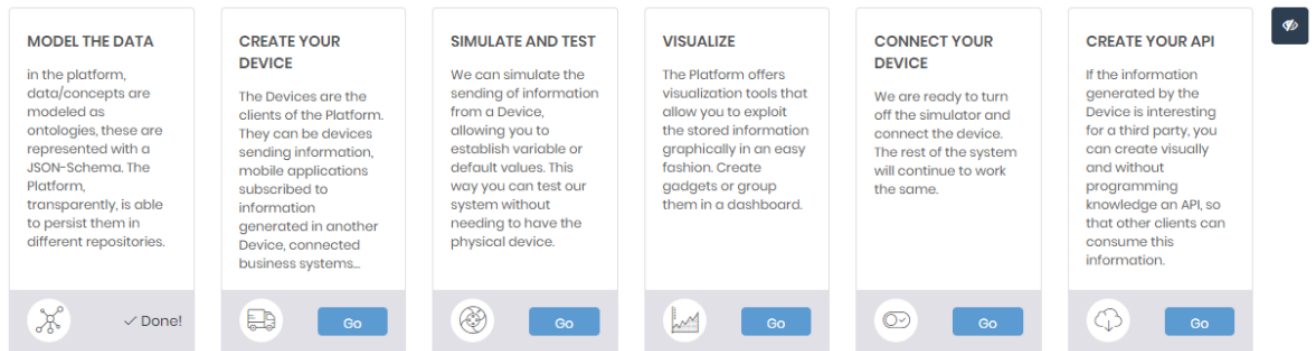 MODEL THE DATA
in the platform,
data/concepts are
modeled as
ontologies, these are
represented with a
JSON-Schema. The
Platform,
transparently, is able
to persist them in
different repositories.
Done!
CREATE YOUR
DEVICE
The Devices are the
clients of the Platform.
They can be devices
sending information,
mobile applications
subscribed to
information
generated in another
Device, connected
business systems...
Go
SIMULATE AND TEST
We can simulate the
sending of information
from a Device,
allowing you to
establish variable or
default values. This
way you can test our
system without
needing to have the
physical device.
Go
VISUALIZE
The Platform offers
visualization tools that
allow you to exploit
the stored information
graphically in an easy
fashion. Create
gadgets or group
them in a dashboard.
Go
CONNECT YOUR
DEVICE
We are ready to turn
off the simulator and
connect the device.
The rest of the system
will continue to work
the same.
Go
CREATE YOUR API
If the information
generated by the
Device is interesting
for a third party, you
can create visually
and without
programming
knowledge an API, so
that other clients can
consume this
information.
Go